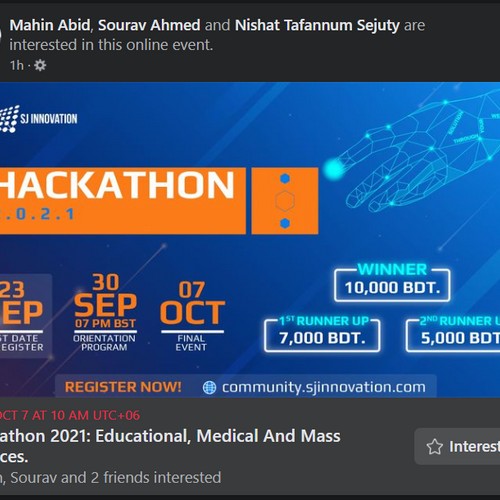 Mahin Abid, Sourav Ahmed and Nishat Tafannum Sejuty are
interested in this online event.
1h ·
SJ INNOVATION
HACKATHON
.0.2.1
WINNER
10,000 BDT.
1ST RUNNER UP
7,000 BDT.
2ND RUNNER U
5,000 BDT.
23
EP
ST DATE
REGISTER
30
SEP
07 PM BST
ORIENTATION
PROGRAM
07
OCT
FINAL
EVENT
REGISTER NOW!
community.sjinnovation.com
OCT 7 AT 10 AM UTC+06
athon 2021: Educational, Medical And Mass
ces.
Interest
n, Sourav and 2 friends interested